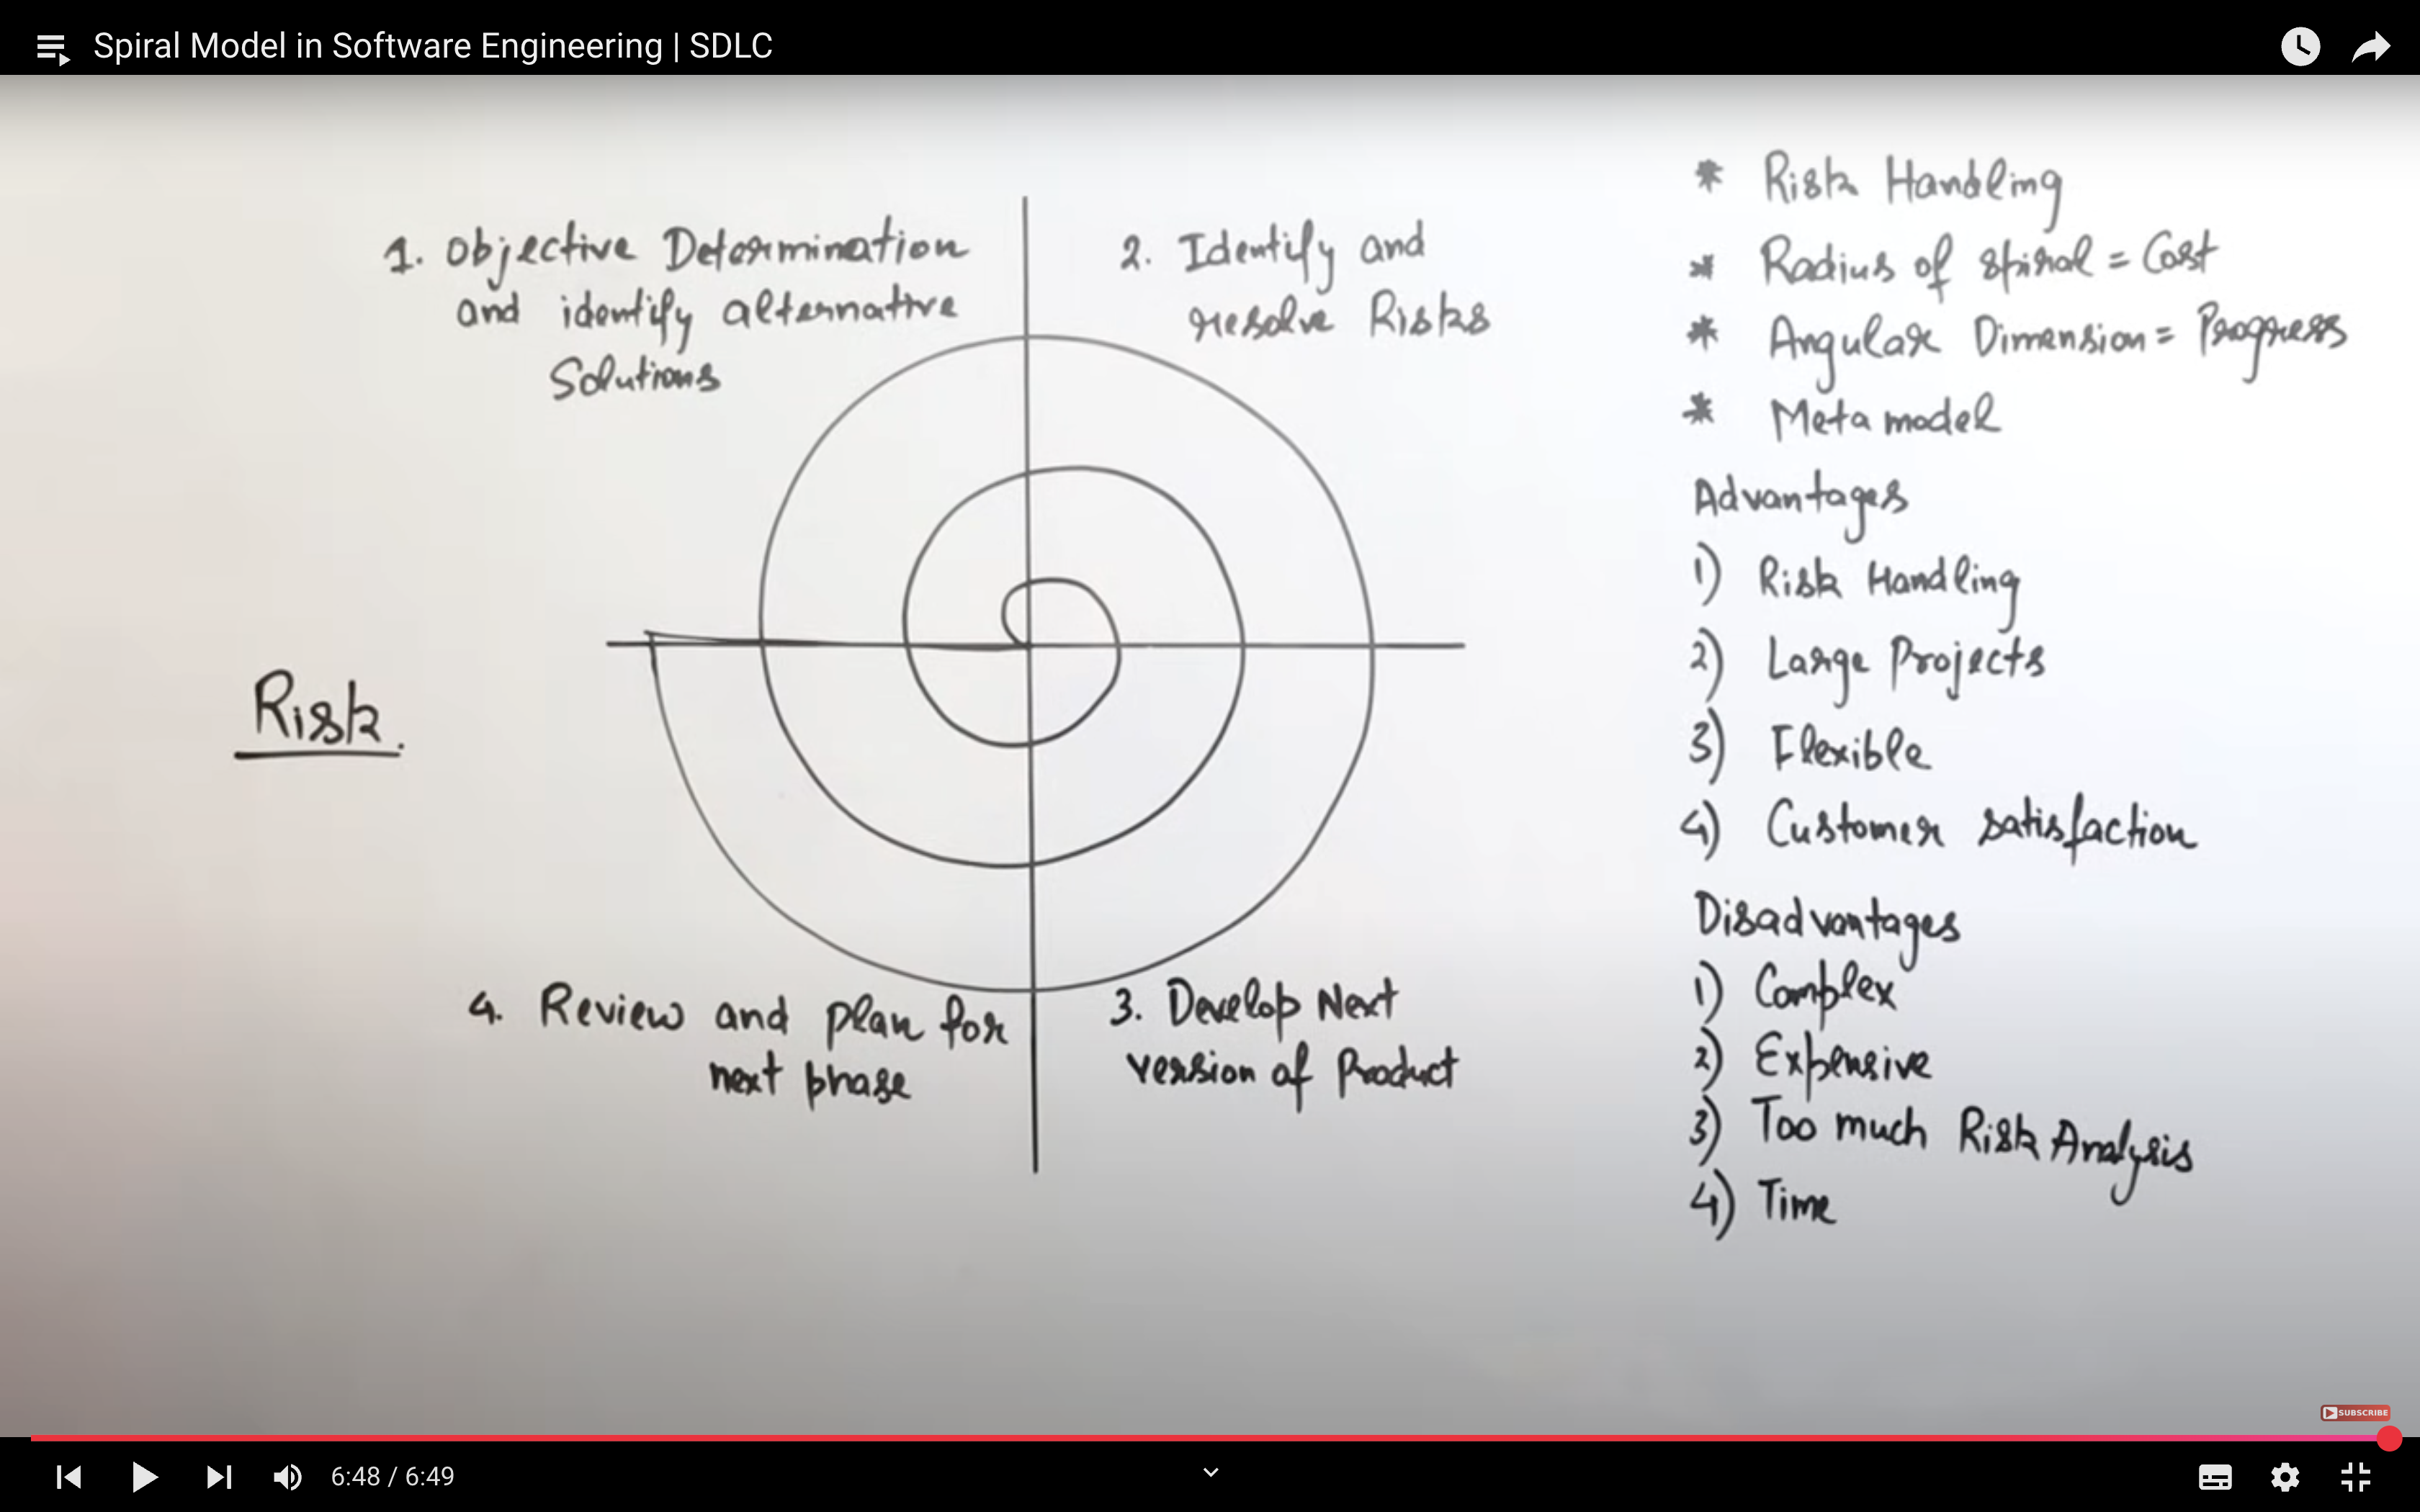 Spiral Model in Software Engineering | SDLC
1. Objective Determination
and identify alternative
Solutions
2. Identify and
resolve Risks
Risk.
4. Review and plan for
next phase
3. Develop Next
version of Product
* Risk Handling
* Radius of spiral = Cost
* Angular Dimension = Progress
* Meta model
Advantages
1) Risk Handling
2) Large Projects
3) Flexible
4) Customer satisfaction
Disadvantages
1) Complex
2) Expensive
3) Too much Risk Analysis
4) Time
SUBSCRIBE
6:48 / 6:49